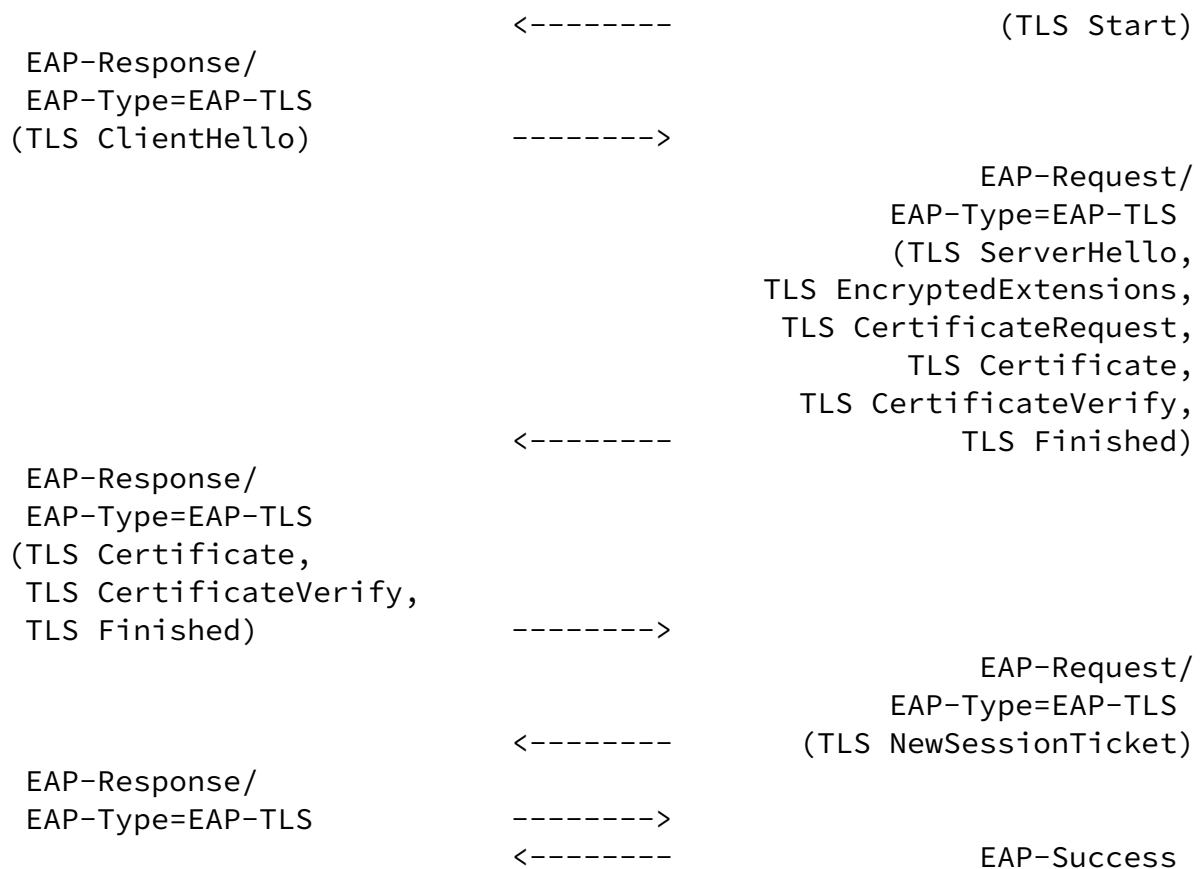 <-------- (TLS Start)
EAP-Response/
EAP-Type=EAP-TLS
(TLS ClientHello) -------->
EAP-Request/
EAP-Type=EAP-TLS
(TLS ServerHello,
TLS EncryptedExtensions,
TLS CertificateRequest,
TLS Certificate,
TLS CertificateVerify,
<-------- TLS Finished)
EAP-Response/
EAP-Type=EAP-TLS
(TLS Certificate,
TLS CertificateVerify,
TLS Finished) -------->
EAP-Request/
EAP-Type=EAP-TLS
<-------- (TLS NewSessionTicket)
EAP-Response/
EAP-Type=EAP-TLS -------->
<-------- EAP-Success